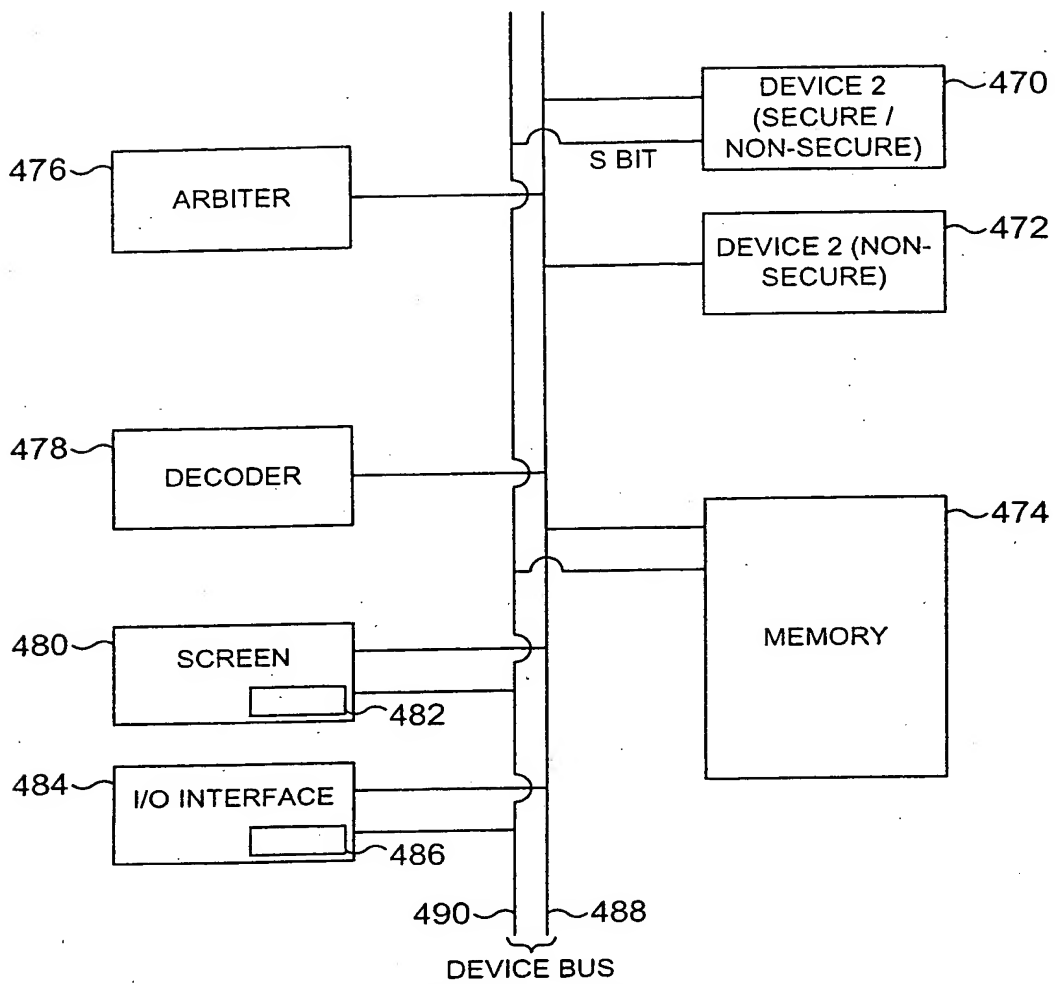 DEVICE 2
(SECURE /
NON-SECURE)
470
S BIT
476
ARBITER
DEVICE 2 (NON-
SECURE)
472
478
DECODER
474
MEMORY
480
SCREEN
482
484
I/O INTERFACE
486
490
488
DEVICE BUS